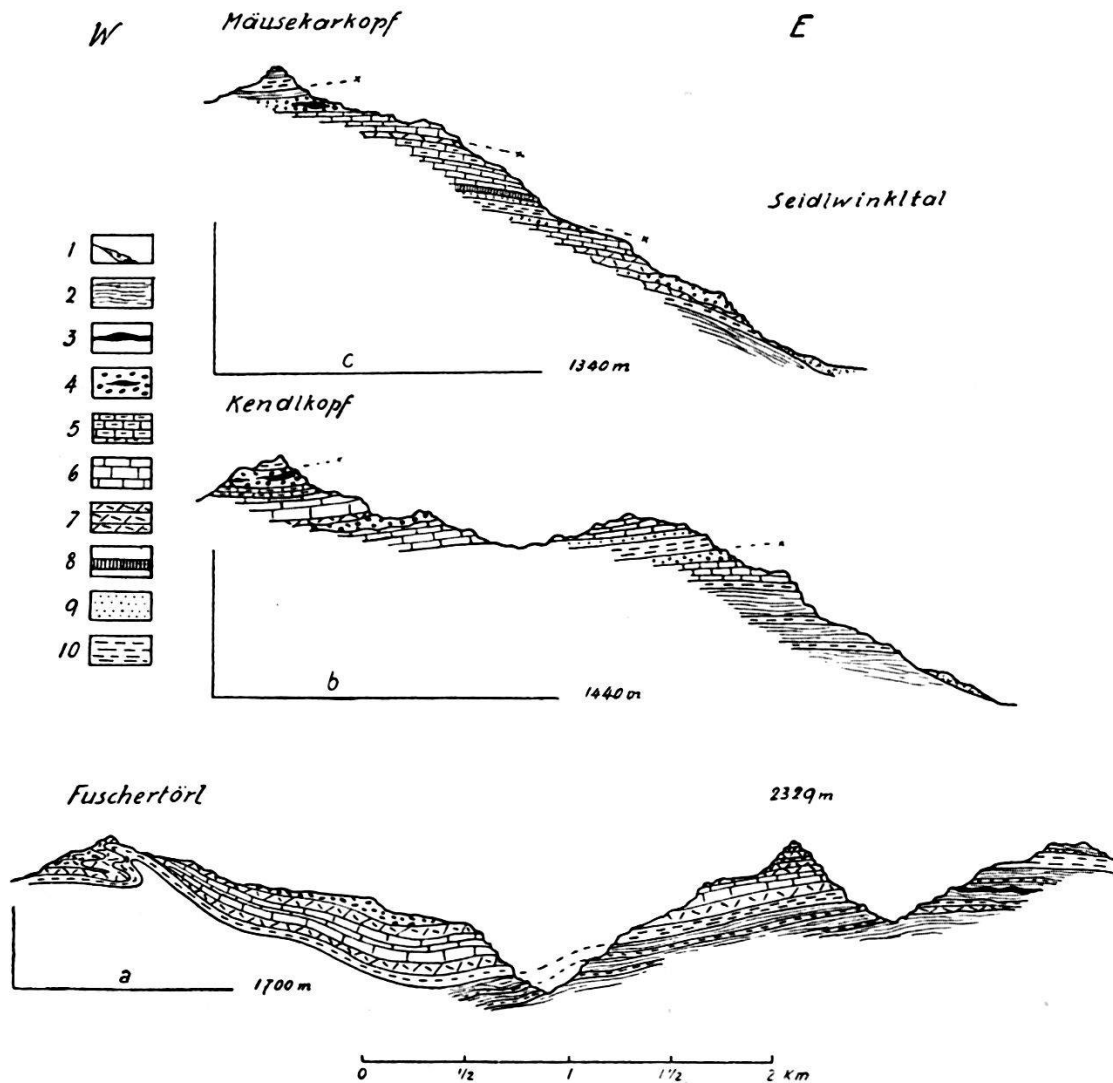 W
Mäusekarkopf
E
Seidlwinkltal
1
2
3
4
5
6
7
8
9
10
c
1340 m
Kendlkopf
b
1440 m
Fuschertörl
2329 m
a
1700 m
0 1/2 1 1 1/2 2 Km